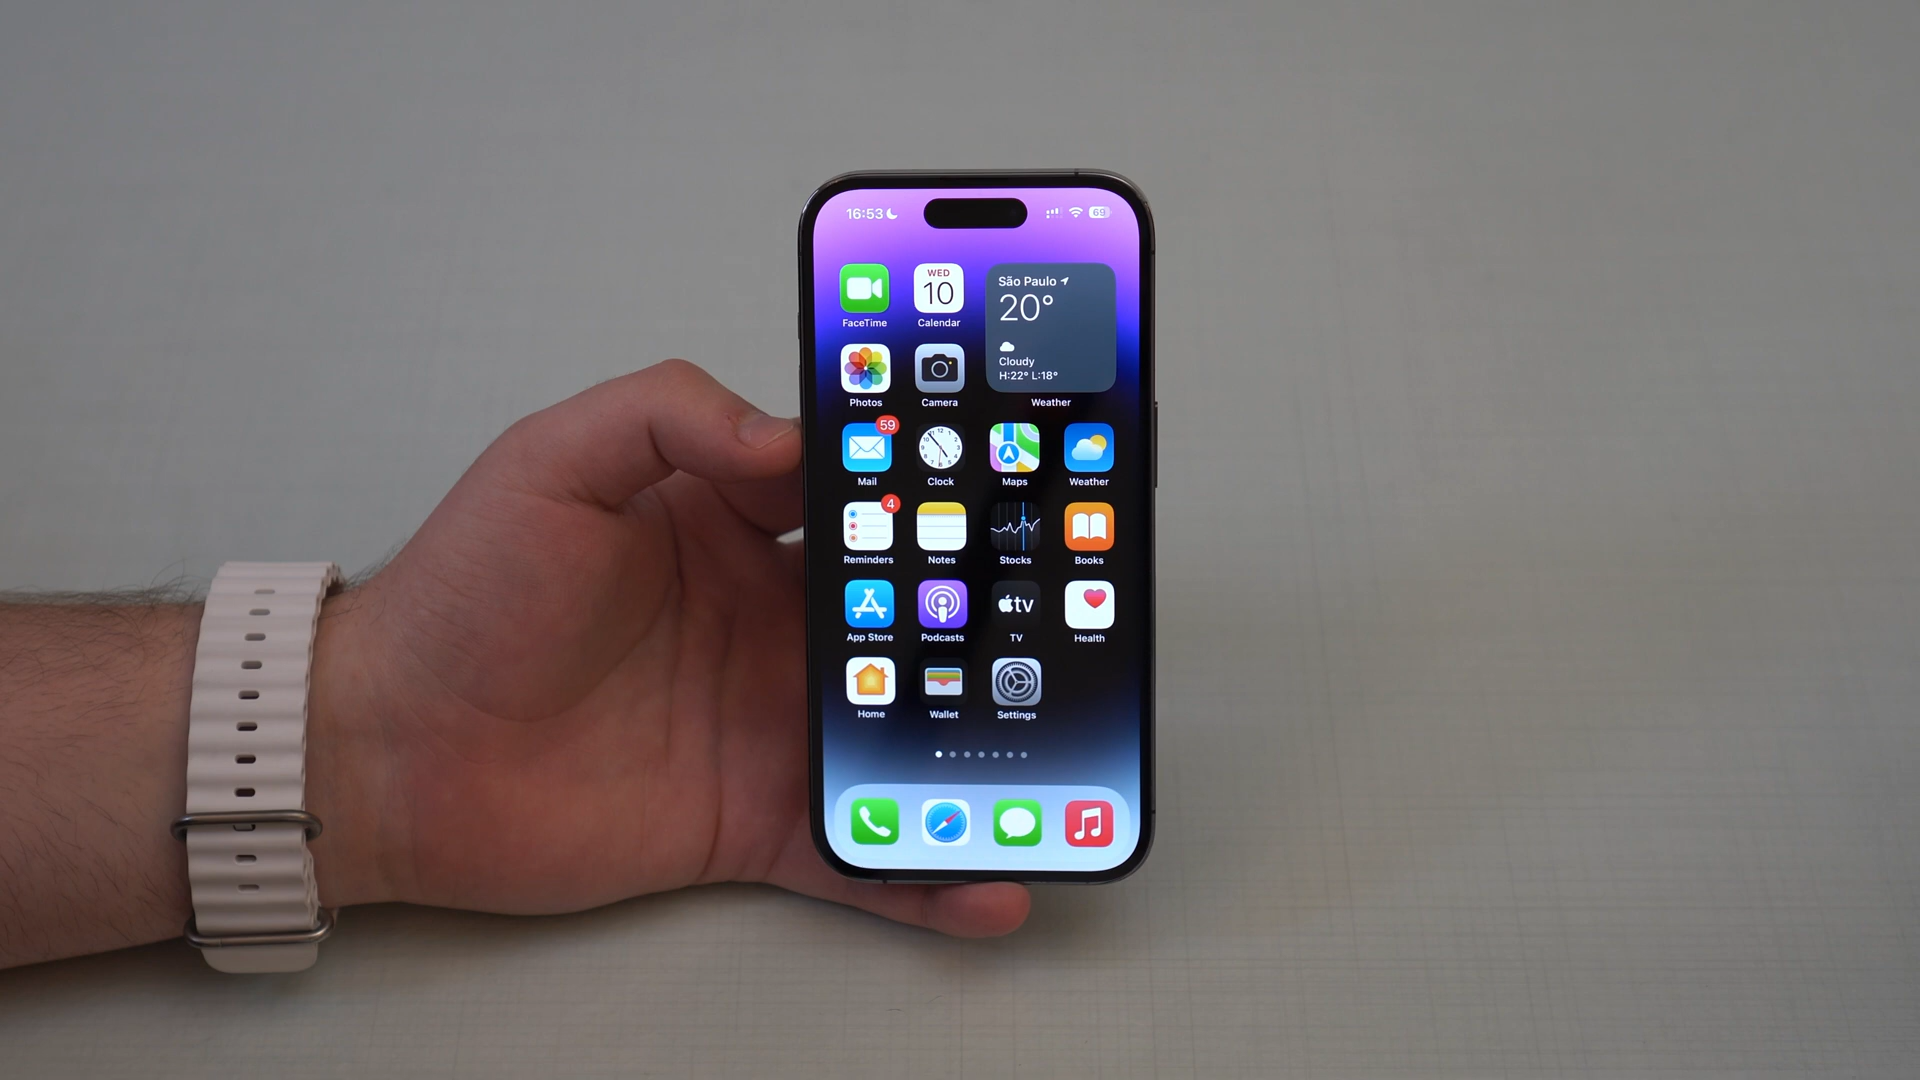 16:53
69
WED
10
São Paulo
20°
Cloudy
H:22° L:18°
FaceTime
Calendar
Photos
Camera
Weather
59
Mail
Clock
Maps
Weather
4
Reminders
Notes
Stocks
Books
tv
App Store
Podcasts
TV
Health
Home
Wallet
Settings